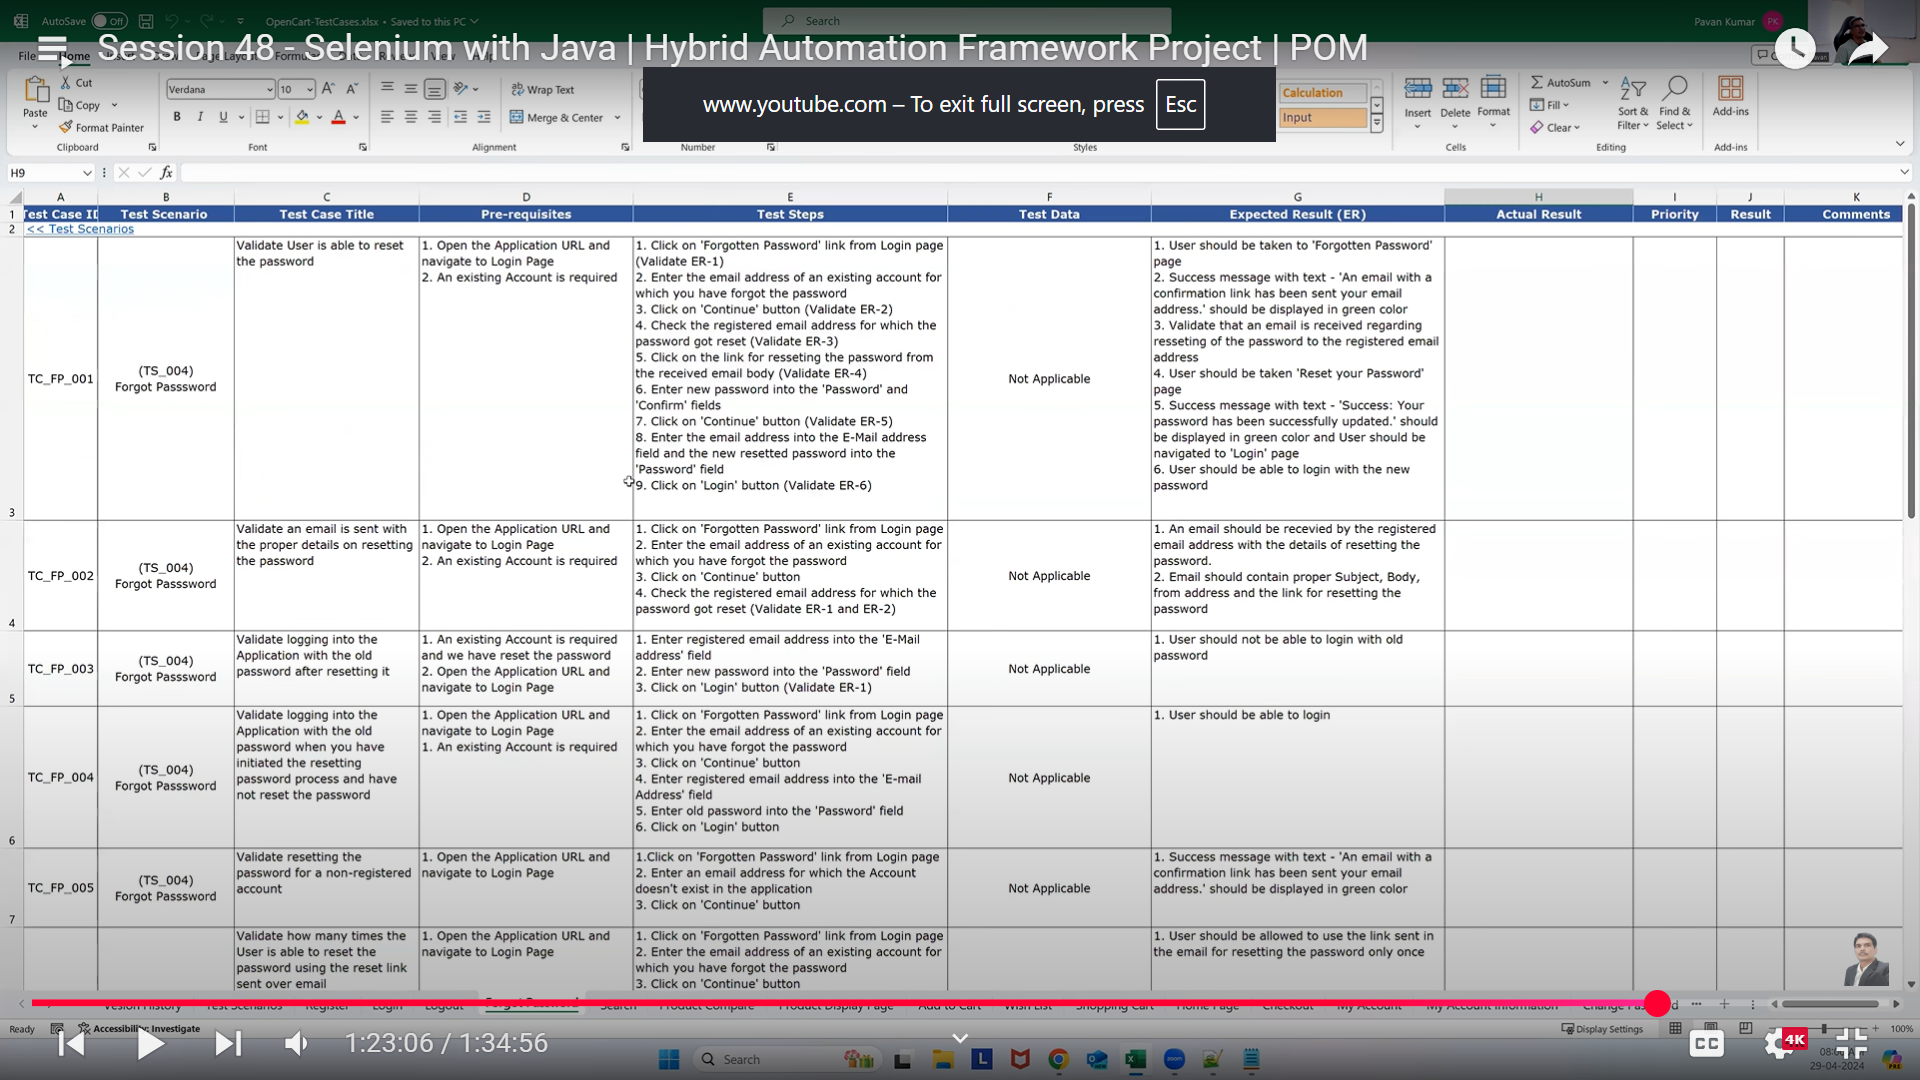 AutoSave Off OpenCart-TestCases.xlsx • Saved to this PC Search Pavan Kumar PK
Session 48 - Selenium with Java | Hybrid Automation Framework Project | POM
File Home
www.youtube.com – To exit full screen, press Esc
Paste Cut Copy Format Painter
Clipboard
Verdana 10
B I U
Font
Wrap Text
Merge & Center
Alignment
Number
Calculation
Input
Styles
Insert Delete Format
Cells
AutoSum Fill Clear
Sort & Filter Find & Select
Editing
Add-ins
Add-ins
H9 fx
A B C D E F G H I J K
1 Test Scenario Test Case Title Pre-requisites Test Steps Test Data Expected Result (ER) Actual Result Priority Result Comments
2 << Test Scenarios
3
TC_FP_001
(TS_004)
Forgot Passsword
Validate User is able to reset
the password
1. Open the Application URL and
navigate to Login Page
2. An existing Account is required
1. Click on 'Forgotten Password' link from Login page
(Validate ER-1)
2. Enter the email address of an existing account for
which you have forgot the password
3. Click on 'Continue' button (Validate ER-2)
4. Check the registered email address for which the
password got reset (Validate ER-3)
5. Click on the link for ressetting the password from
the received email body (Validate ER-4)
6. Enter new password into the 'Password' and
'Confirm' fields
7. Click on 'Continue' button (Validate ER-5)
8. Enter the email address into the E-Mail address
field and the new resetted password into the
'Password' field
9. Click on 'Login' button (Validate ER-6)
Not Applicable
1. User should be taken to 'Forgotten Password'
page
2. Success message with text - 'An email with a
confirmation link has been sent your email
address.' should be displayed in green color
3. Validate that an email is received regarding
resseting of the password to the registered email
address
4. User should be taken 'Reset your Password'
page
5. Success message with text - 'Success: Your
password has been successfully updated.' should
be displayed in green color and User should be
navigated to 'Login' page
6. User should be able to login with the new
password
4
TC_FP_002
(TS_004)
Forgot Passsword
Validate an email is sent with
the proper details on resetting
the password
1. Open the Application URL and
navigate to Login Page
2. An existing Account is required
1. Click on 'Forgotten Password' link from Login page
2. Enter the email address of an existing account for
which you have forgot the password
3. Click on 'Continue' button
4. Check the registered email address for which the
password got reset (Validate ER-1 and ER-2)
Not Applicable
1. An email should be recevied by the registered
email address with the details of resetting the
password.
2. Email should contain proper Subject, Body,
from address and the link for resetting the
password
5
TC_FP_003
(TS_004)
Forgot Passsword
Validate logging into the
Application with the old
password after resetting it
1. An existing Account is required
and we have reset the password
2. Open the Application URL and
navigate to Login Page
1. Enter registered email address into the 'E-Mail
address' field
2. Enter new password into the 'Password' field
3. Click on 'Login' button (Validate ER-1)
Not Applicable
1. User should not be able to login with old
password
6
TC_FP_004
(TS_004)
Forgot Passsword
Validate logging into the
Application with the old
password when you have
initiated the resetting
password process and have
not reset the password
1. Open the Application URL and
navigate to Login Page
1. An existing Account is required
1. Click on 'Forgotten Password' link from Login page
2. Enter the email address of an existing account for
which you have forgot the password
3. Click on 'Continue' button
4. Enter registered email address into the 'E-mail
Address' field
5. Enter old password into the 'Password' field
6. Click on 'Login' button
Not Applicable
1. User should be able to login
7
TC_FP_005
(TS_004)
Forgot Passsword
Validate resetting the
password for a non-registered
account
1. Open the Application URL and
navigate to Login Page
1.Click on 'Forgotten Password' link from Login page
2. Enter an email address for which the Account
doesn't exist in the application
3. Click on 'Continue' button
Not Applicable
1. Success message with text - 'An email with a
confirmation link has been sent your email
address.' should be displayed in green color
Validate how many times the
User is able to reset the
password using the reset link
sent over email
1. Open the Application URL and
navigate to Login Page
1. Click on 'Forgotten Password' link from Login page
2. Enter the email address of an existing account for
which you have forgot the password
3. Click on 'Continue' button
1. User should be allowed to use the link sent in
the email for resetting the password only once
Ready Accessibility: Investigate Display Settings 100%
1:23:06 / 1:34:56 CC 4K
Search
29-04-2024